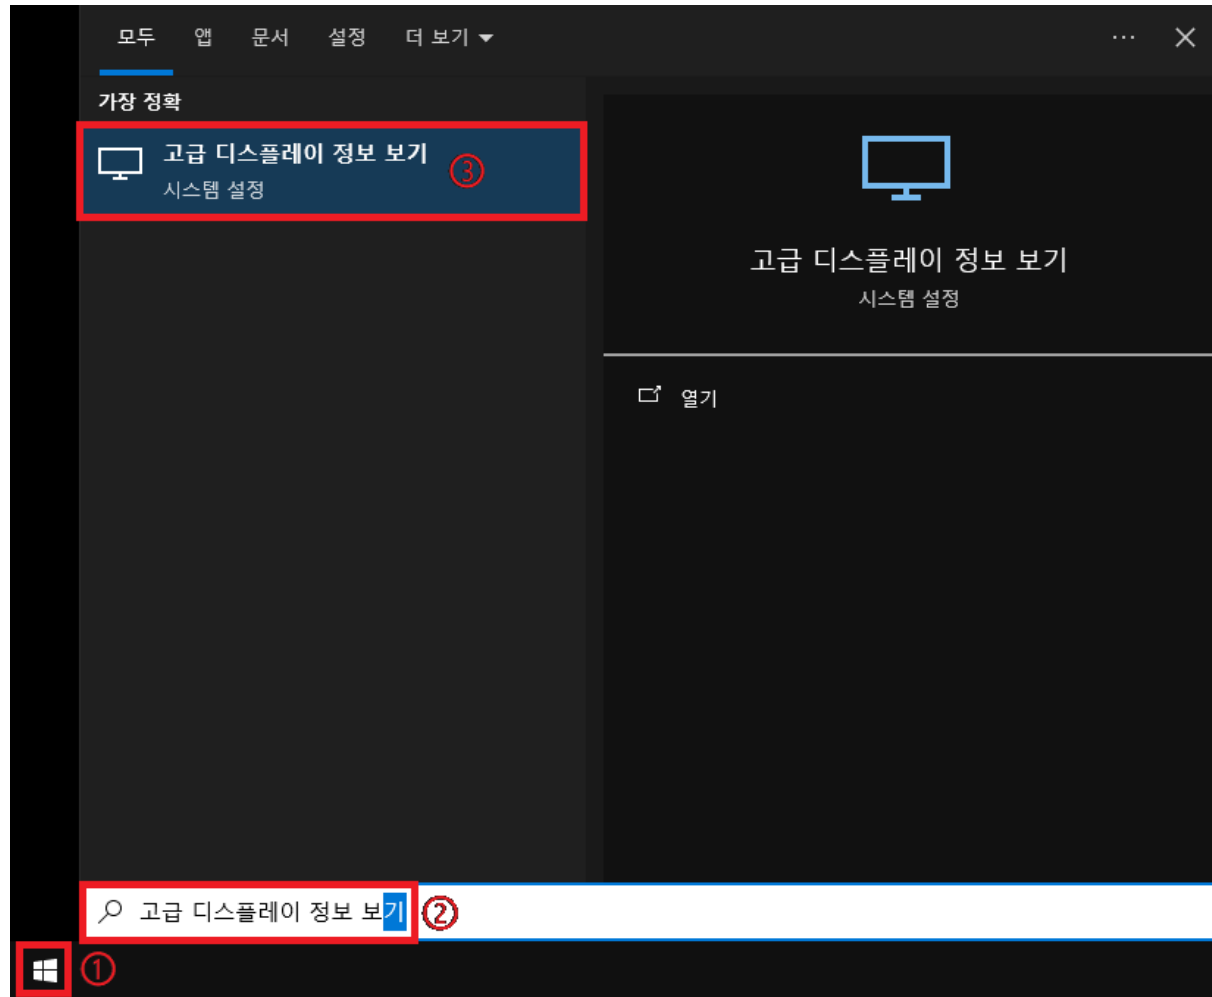 모두 앱 문서 설정 더 보기
가장 정확
고급 디스플레이 정보 보기
시스템 설정
③
고급 디스플레이 정보 보기
시스템 설정
열기
고급 디스플레이 정보 보기 ②
①